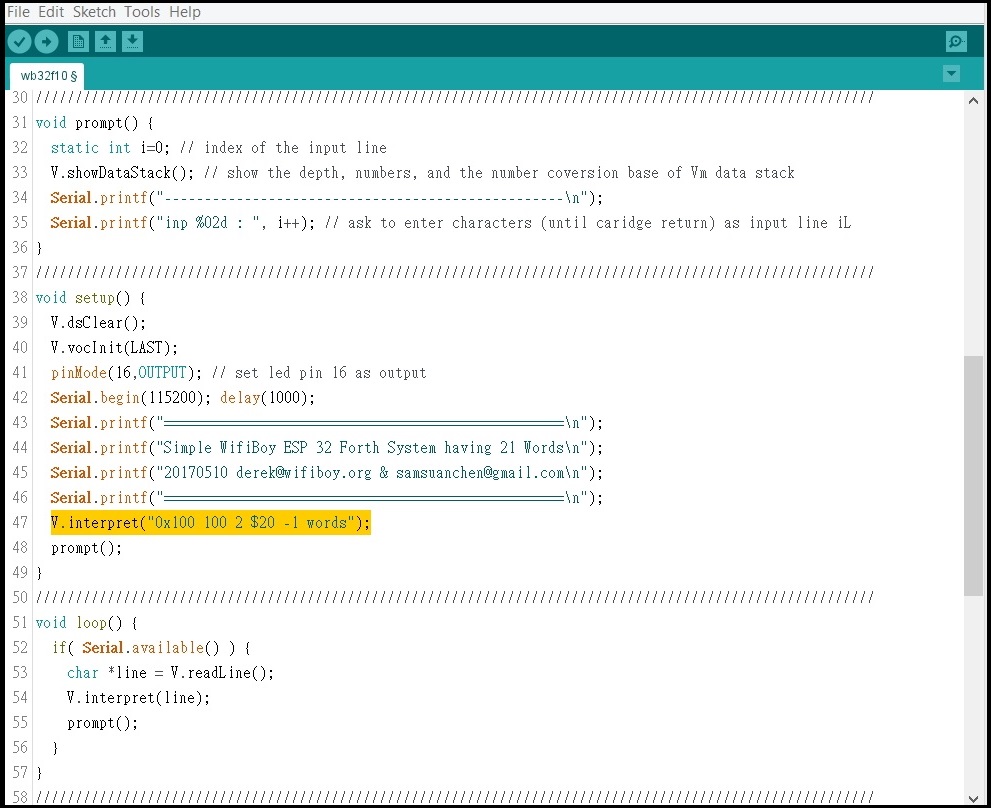 File Edit Sketch Tools Help
wb32f10 §
30 //////////////////////////////////////////////////////////////////////////////////////////////////////////
31 void prompt() {
32 static int i=0; // index of the input line
33 V.showDataStack(); // show the depth, numbers, and the number coversion base of Vm data stack
34 Serial.printf("--------------------------------------------------\n");
35 Serial.printf("inp %02d : ", i++); // ask to enter characters (until caridge return) as input line iL
36 }
37 //////////////////////////////////////////////////////////////////////////////////////////////////////////
38 void setup() {
39 V.dsClear();
40 V.vocInit(LAST);
41 pinMode(16,OUTPUT); // set led pin 16 as output
42 Serial.begin(115200); delay(1000);
43 Serial.printf("==================================================\n");
44 Serial.printf("Simple WifiBoy ESP 32 Forth System having 21 Words\n");
45 Serial.printf("20170510 derek@wifiboy.org & samsuanchen@gmail.com\n");
46 Serial.printf("==================================================\n");
47 V.interpret("0x100 100 2 $20 -1 words");
48 prompt();
49 }
50 //////////////////////////////////////////////////////////////////////////////////////////////////////////
51 void loop() {
52 if( Serial.available() ) {
53 char *line = V.readLine();
54 V.interpret(line);
55 prompt();
56 }
57 }
58 //////////////////////////////////////////////////////////////////////////////////////////////////////////